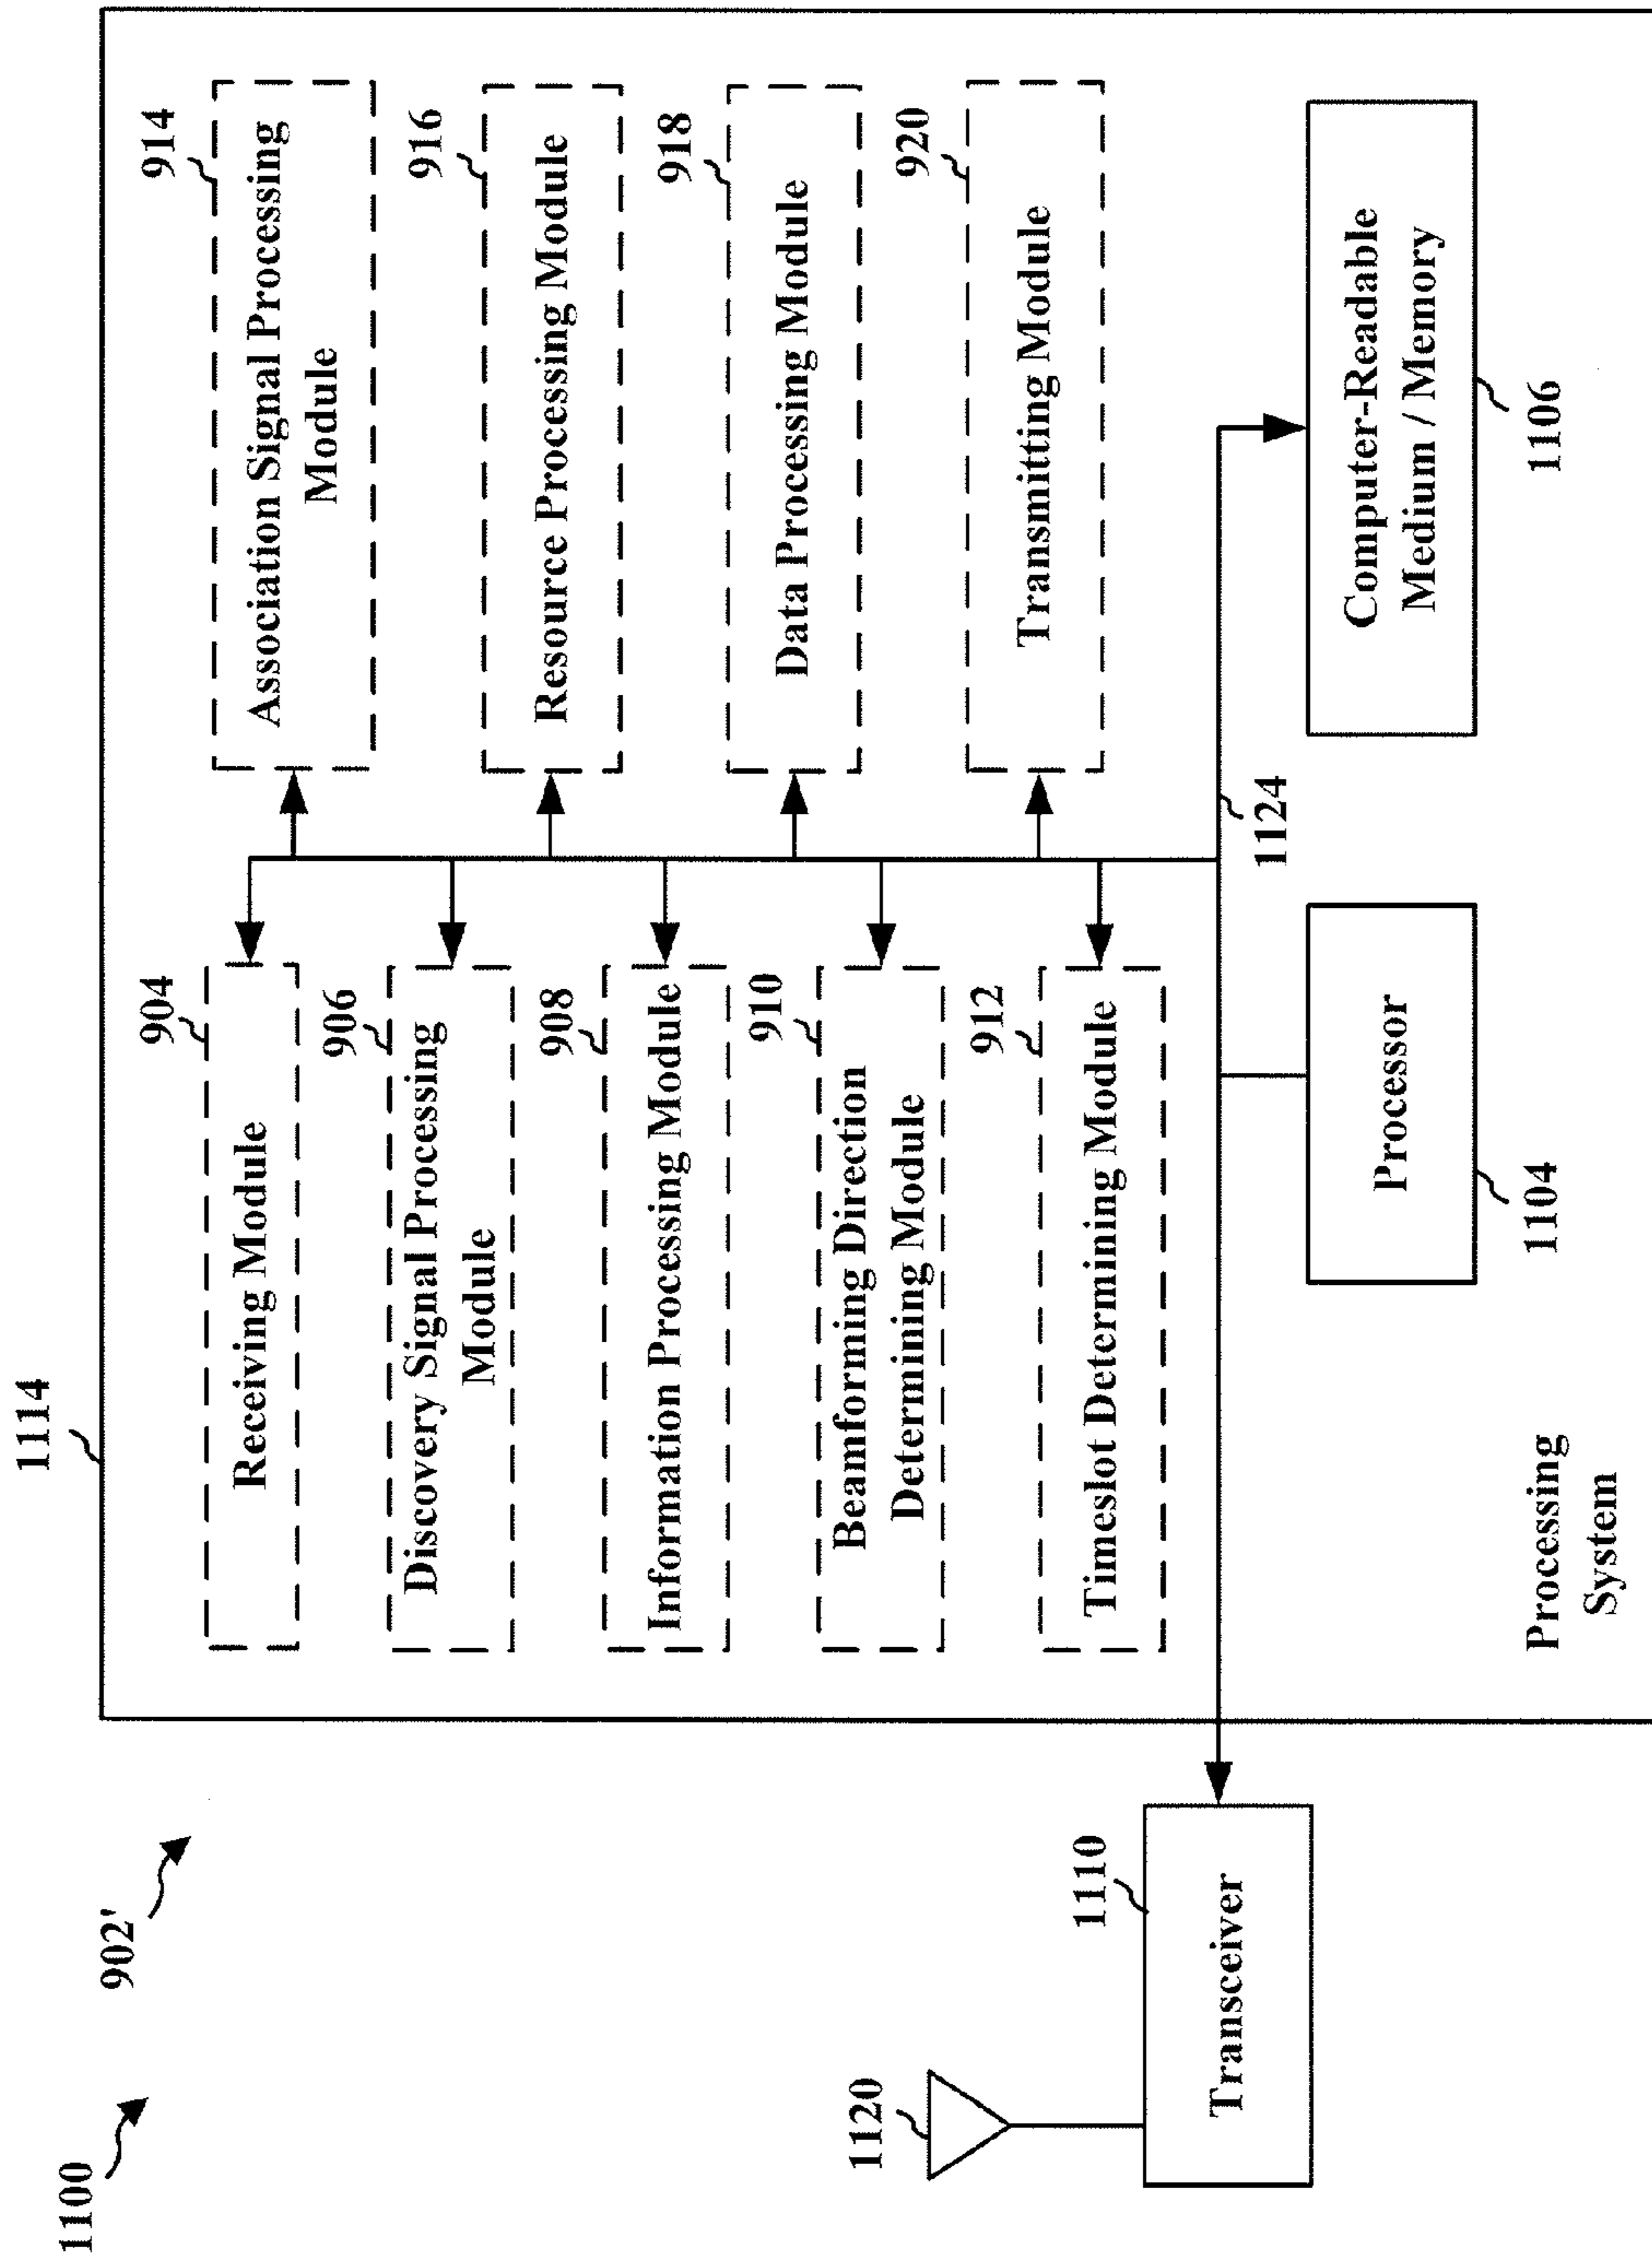 1100
902'
1114
904
Receiving Module
906
Discovery Signal Processing
Module
908
Information Processing Module
910
Beamforming Direction
Determining Module
912
Timeslot Determining Module
914
Association Signal Processing
Module
916
Resource Processing Module
918
Data Processing Module
920
Transmitting Module
1120
1110
Transceiver
1124
Processor
1104
Computer-Readable
Medium / Memory
1106
Processing
System